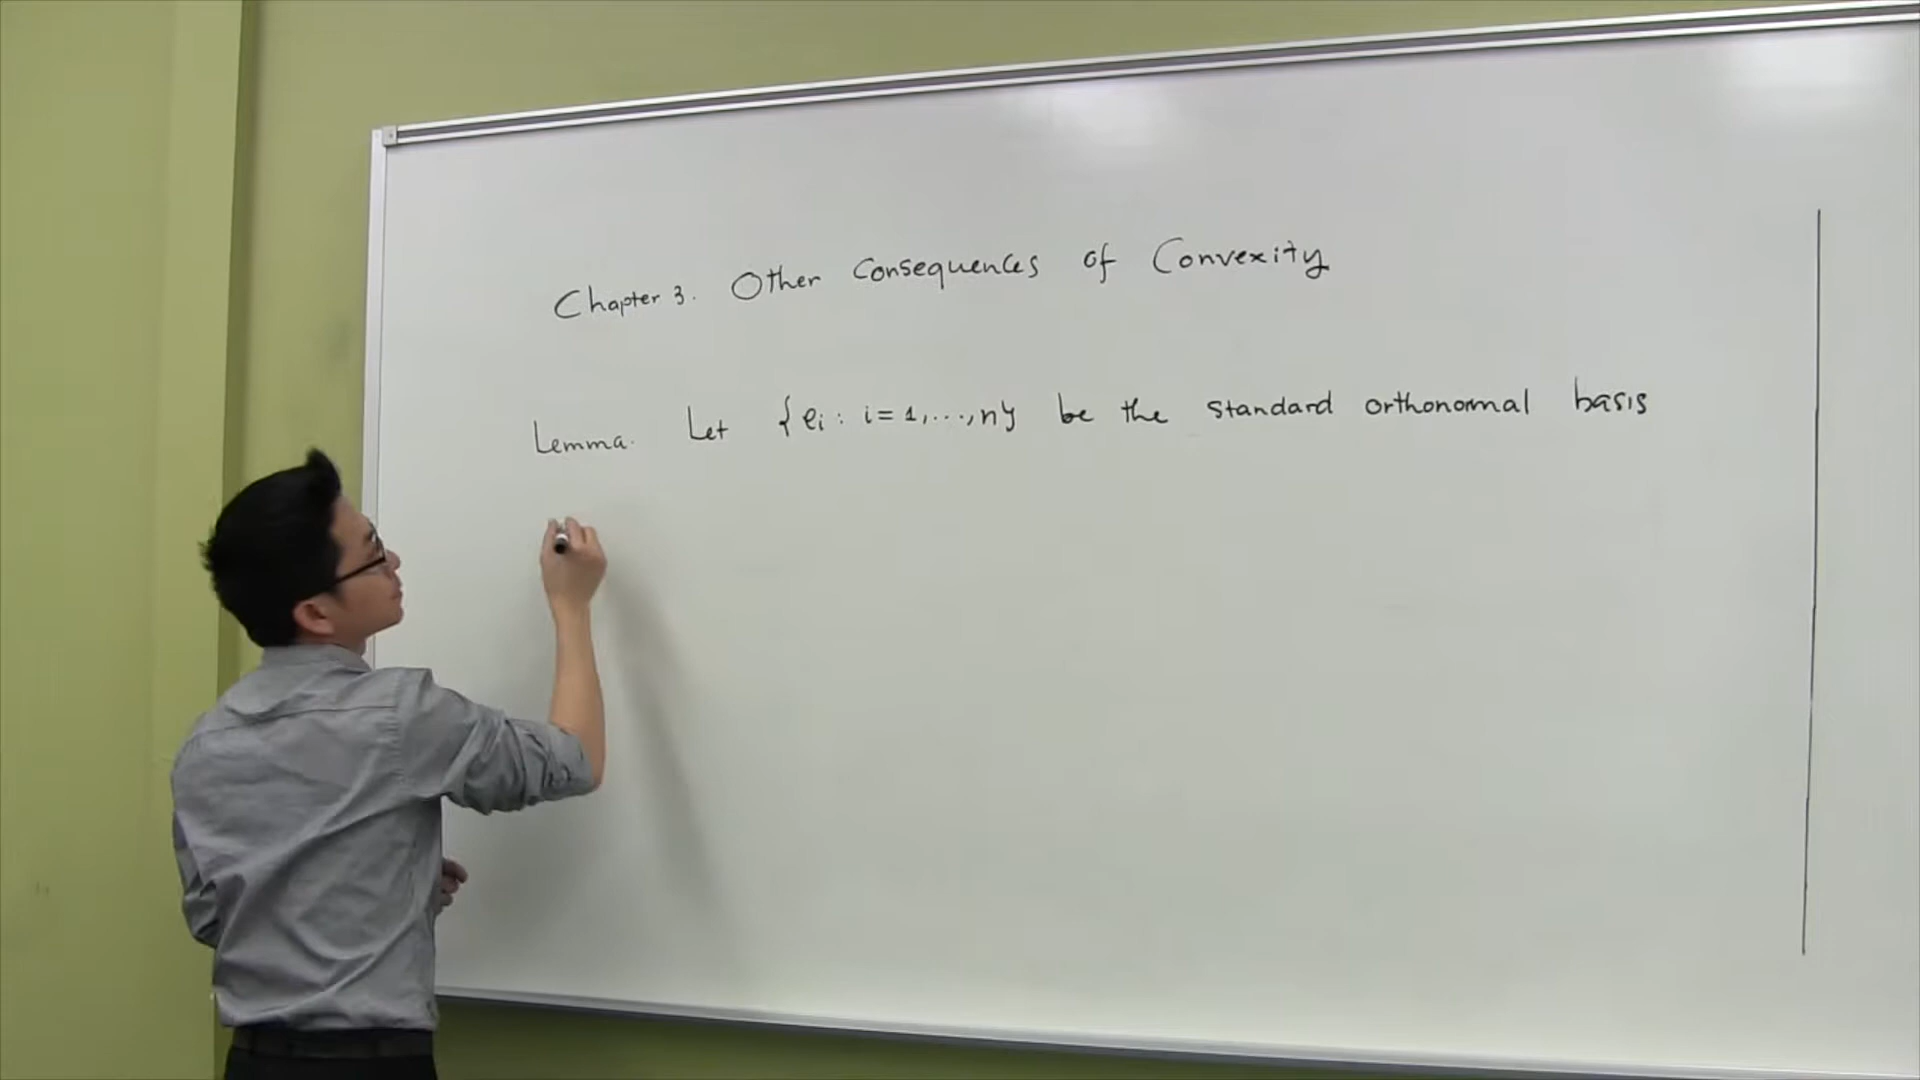 Chapter 3. Other Consequences of Convexity
Lemma. Let {ei : i = 1,...,n} be the standard orthonormal basis